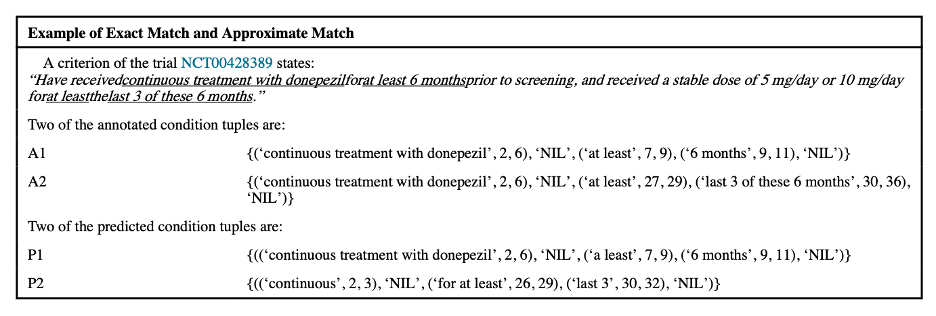 Example of Exact Match and Approximate Match
A criterion of the trial NCT00428389 states:
“Have receivedcontinuous treatment with donepezilforat least 6 monthsprior to screening, and received a stable dose of 5 mg/day or 10 mg/day
forat leastthelast 3 of these 6 months.”
Two of the annotated condition tuples are:
A1 {(‘continuous treatment with donepezil’, 2, 6), ‘NIL’, (‘at least’, 7, 9), (‘6 months’, 9, 11), ‘NIL’)}
A2 {(‘continuous treatment with donepezil’, 2, 6), ‘NIL’, (‘at least’, 27, 29), (‘last 3 of these 6 months’, 30, 36),
‘NIL’)}
Two of the predicted condition tuples are:
P1 {((‘continuous treatment with donepezil’, 2, 6), ‘NIL’, (‘a least’, 7, 9), (‘6 months’, 9, 11), ‘NIL’)}
P2 {((‘continuous’, 2, 3), ‘NIL’, (‘for at least’, 26, 29), (‘last 3’, 30, 32), ‘NIL’)}